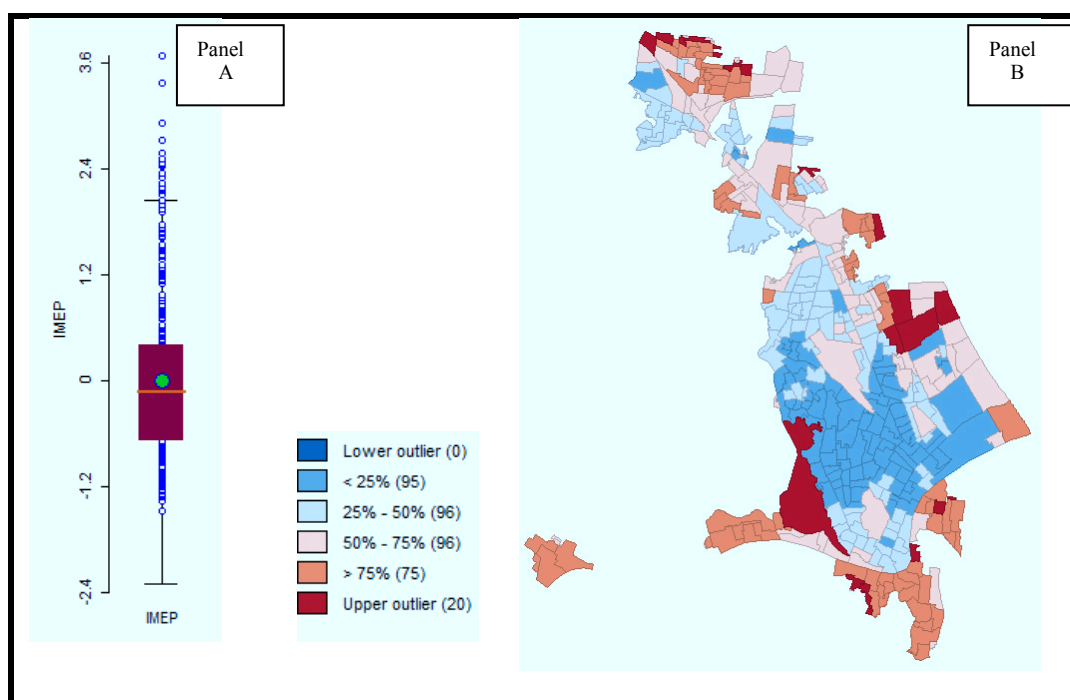 Panel
A
3.6
2.4
1.2
0
-1.2
-2.4
IMEP
IMEP
Lower outlier (0)
< 25% (95)
25% - 50% (96)
50% - 75% (96)
> 75% (75)
Upper outlier (20)
Panel
B